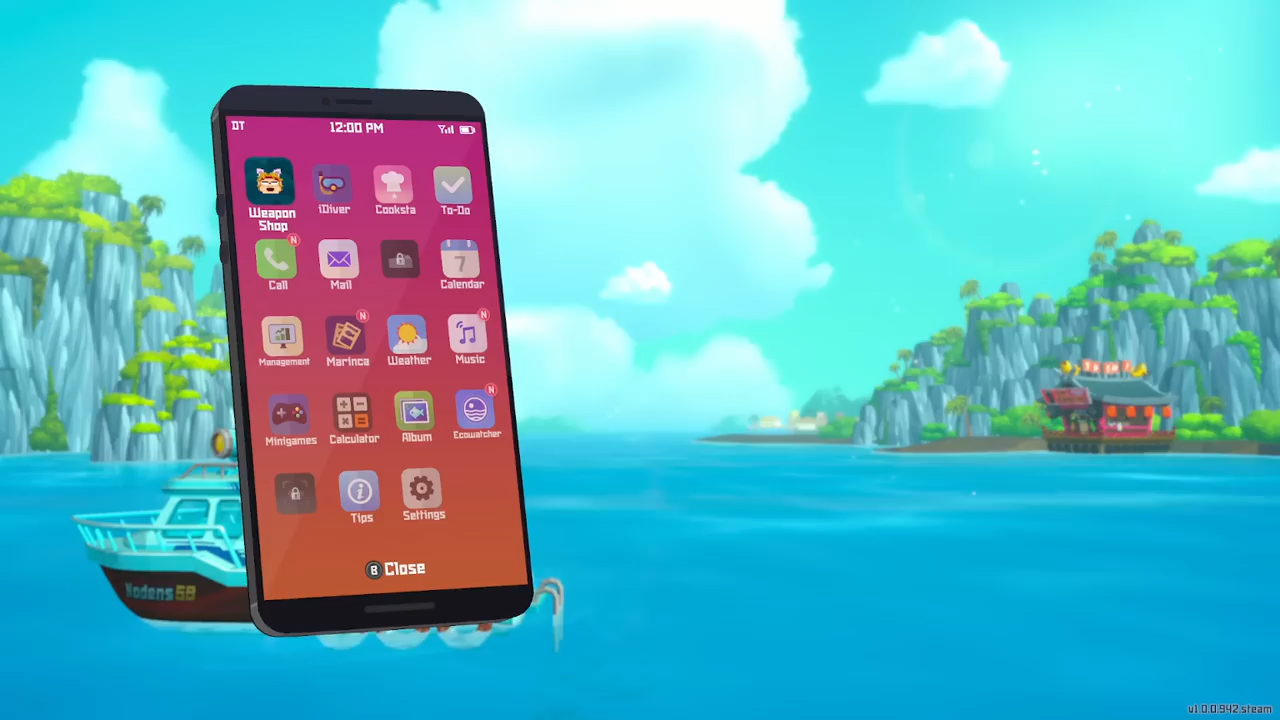 DT
12:00 PM
Weapon
Shop
iDiver
Cooksta
To-Do
N
Call
Mail
7
Calendar
Management
N
Marinca
Weather
N
Music
Minigames
Calculator
Album
N
Ecowatcher
Tips
Settings
B Close
Nodens 58
v1.0.0.942.steam